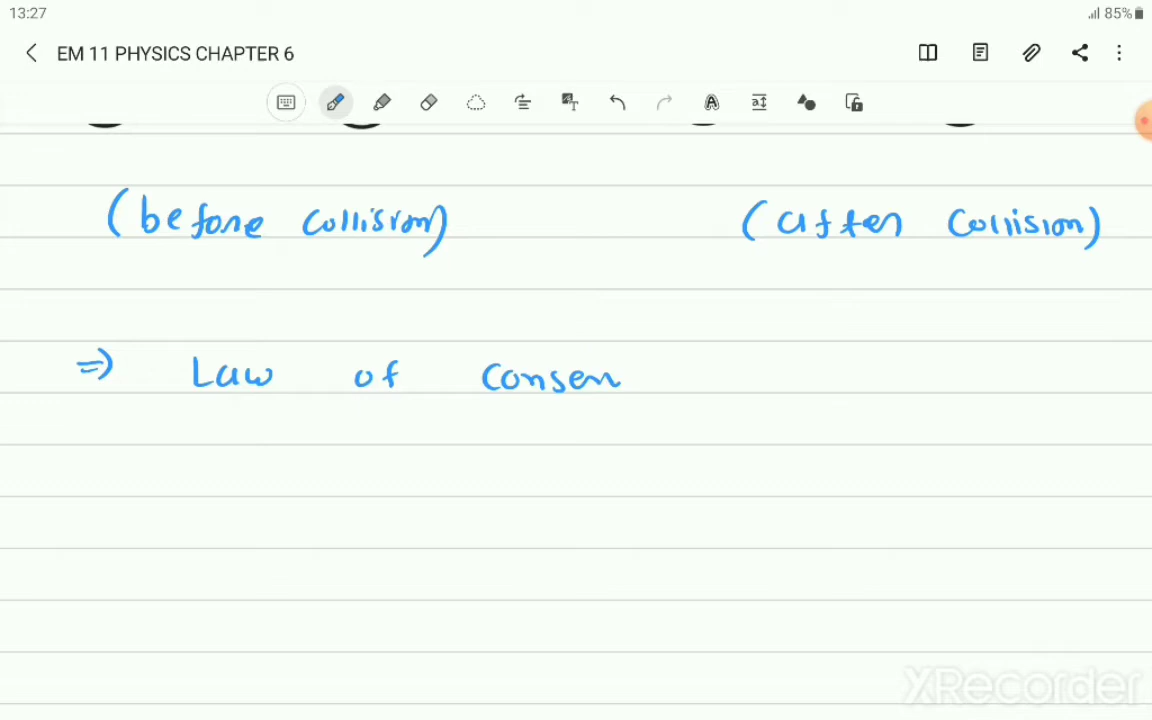 13:27 85%
EM 11 PHYSICS CHAPTER 6
(before collision) (after collision)
⇒ Law of conser
XRecorder